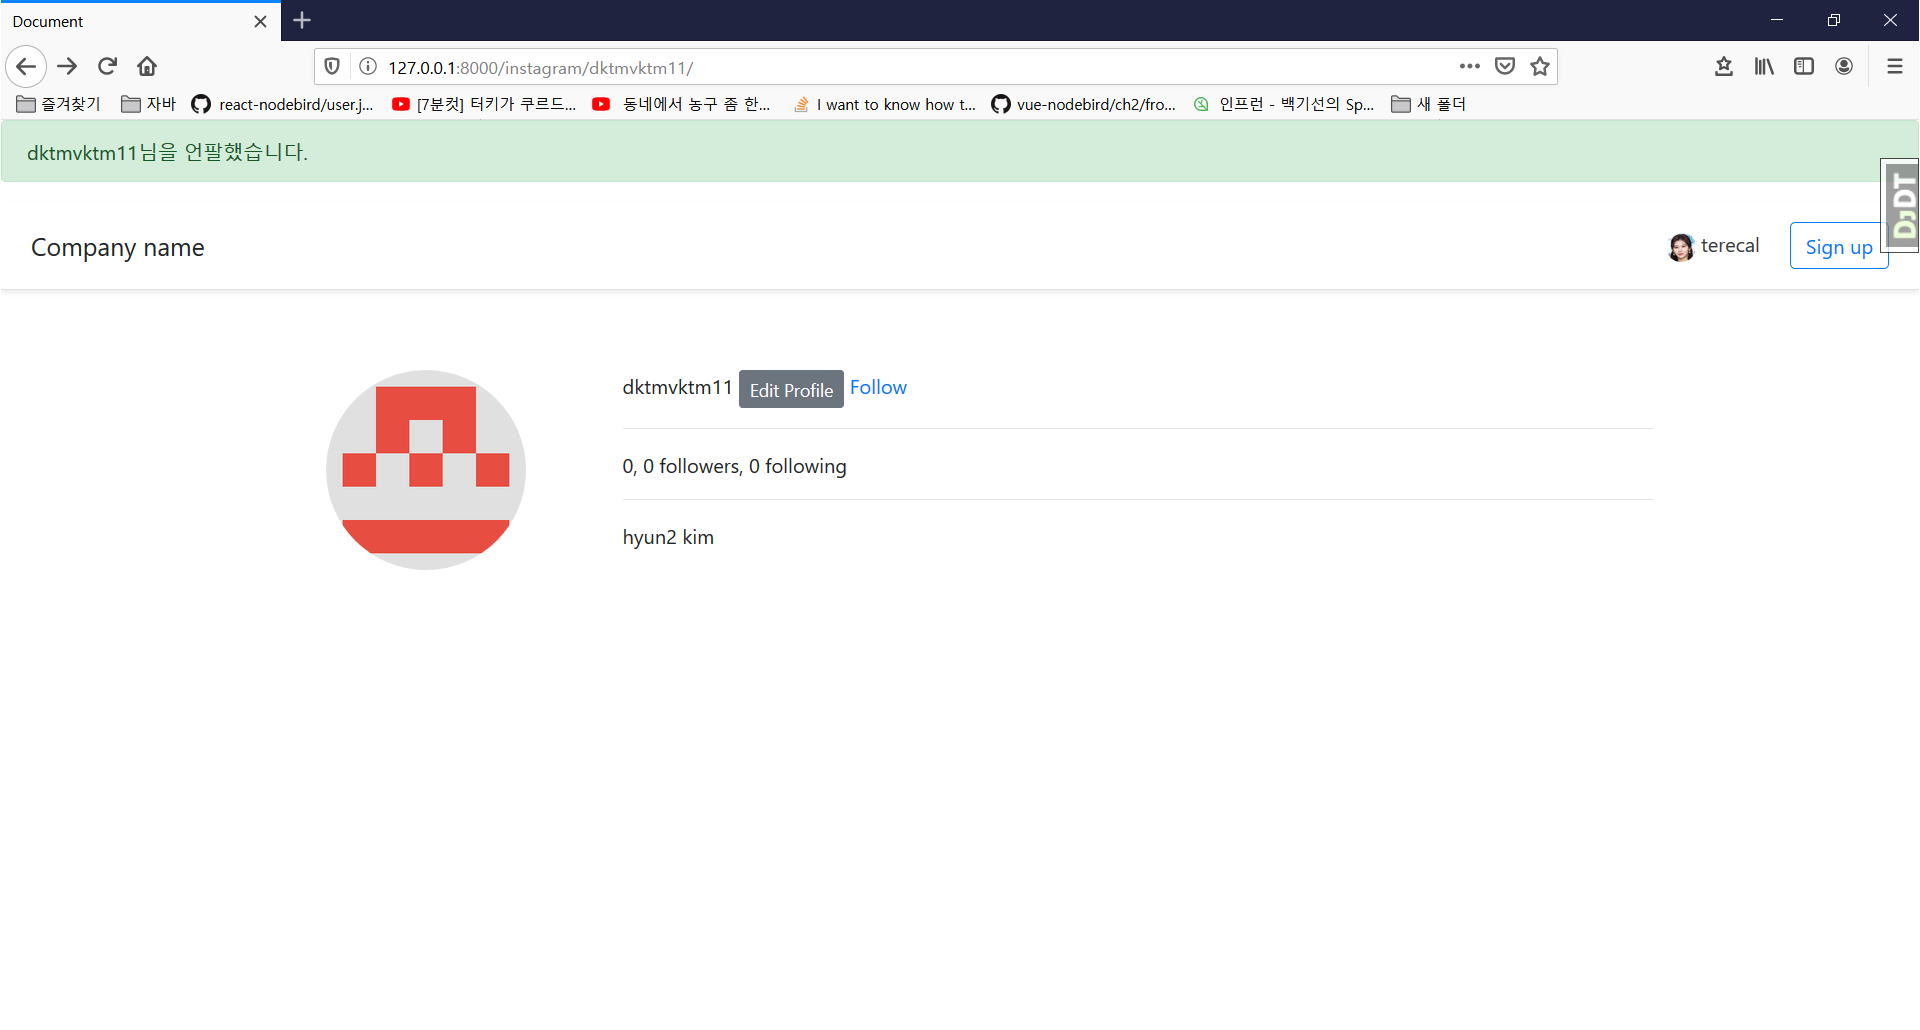 Document
127.0.0.1:8000/instagram/dktmvktm11/
즐겨찾기 자바 react-nodebird/user.j... [7분컷] 터키가 쿠르드... 동네에서 농구 좀 한... I want to know how t... vue-nodebird/ch2/fro... 인프런 - 백기선의 Sp... 새 폴더
dktmvktm11님을 언팔했습니다.
DjDT
Company name terecal Sign up
dktmvktm11 Edit Profile Follow
0, 0 followers, 0 following
hyun2 kim